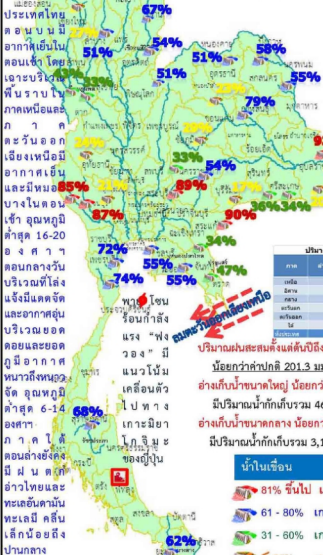 ประเทศไทย
ตอนบนมี
อากาศเย็นใน
ตอนเช้า โดย
เฉพาะบริเวณ
พื้นราบใน
ภาคเหนือและ
ภาค
ตะวันออก
เฉียงเหนือมี
อากาศเย็น
และมีหมอก
บางในตอน
เช้า อุณหภูมิ
ต่ำสุด 16-20
องศาฯ
ตอนกลางวัน
บริเวณที่โล่ง
แจ้งมีแดดจัด
และอากาศอุ่น
บริเวณยอด
ดอยและยอด
ภูมีอากาศ
หนาวถึงหนาว
จัด อุณหภูมิ
ต่ำสุด 6-14
องศาฯ
ภาคใต้
ตอนล่างยังคง
มีฝนตก
อ่าวไทยและ
ทะเลอันดามัน
ทะเลมี คลื่น
เล็กน้อยถึง
ปานกลาง
67%
54%
51%
51%
51%
58%
55%
79%
33%
33%
54%
85%
87%
89%
90%
36%
34%
34%
72%
55%
47%
74%
55%
68%
62%
พายุโซน
ร้อนกำลัง
แรง "ฟง
วอง" มี
แนวโน้ม
เคลื่อนตัว
ไปทาง
เกาะมิยา
โกจิมะ
ของญี่ปุ่น
ลมตะวันออกเฉียงเหนือ
ภาค
เหนือ
อีสาน
กลาง
ตะวันออก
ตะวันตก
ใต้
ปริมาณฝนสะสมตั้งแต่ต้นปีถึง
น้อยกว่าค่าปกติ 201.3 มม
อ่างเก็บน้ำขนาดใหญ่ น้อยกว่
มีปริมาณน้ำกักเก็บรวม 46
อ่างเก็บน้ำขนาดกลาง น้อยกว่
มีปริมาณน้ำกักเก็บรวม 3,1
น้ำในเขื่อน
81% ขึ้นไป
61 - 80%
31 - 60%